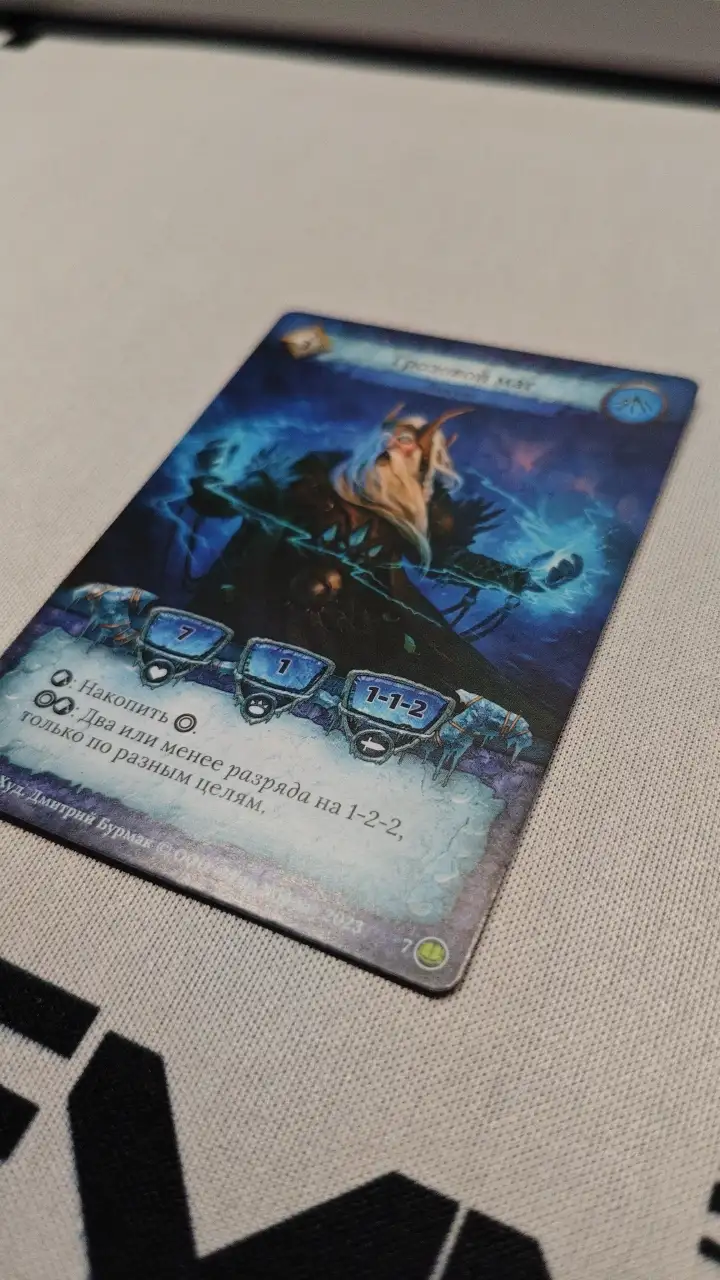 Грозовой маг
7
1
1-1-2
: Накопить .
: Два или менее разряда на 1-2-2,
только по разным целям.
Худ. Дмитрий Бурмак © 2023
7